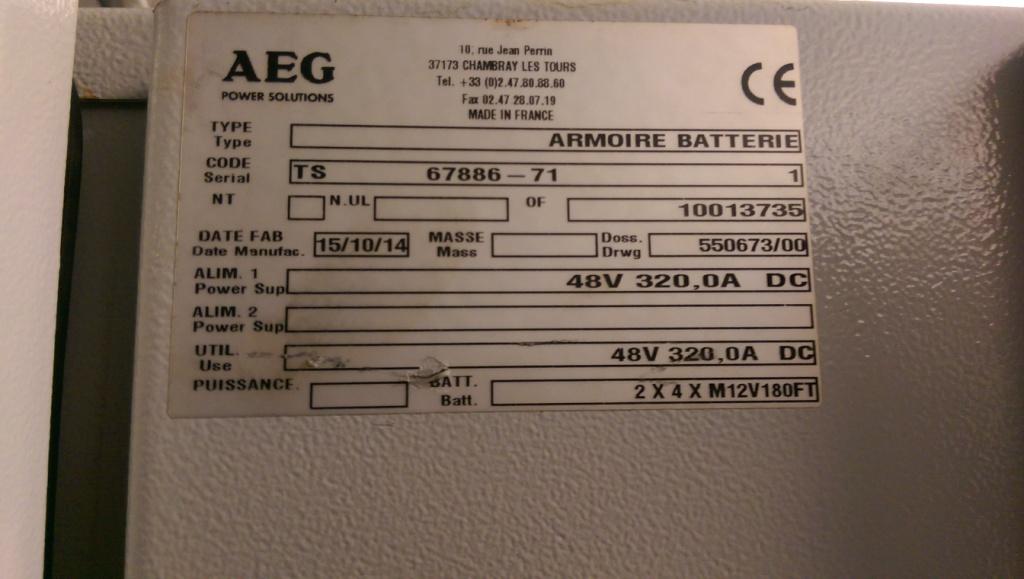 AEG
POWER SOLUTIONS
10, rue Jean Perrin
37173 CHAMBRAY LES TOURS
Tel. +33 (0)2.47.80.88.60
Fax 02.47 28.07.19
MADE IN FRANCE
CE
TYPE
Type
ARMOIRE BATTERIE
CODE
Serial
TS 67886-71 1
NT N.UL OF 10013735
DATE FAB
Date Manufac.
15/10/14
MASSE
Mass
Doss.
Drwg
550673/00
ALIM. 1
Power Sup
48V 320,0A DC
ALIM. 2
Power Sup
UTIL.
Use
48V 320,0A DC
PUISSANCE.
BATT.
Batt.
2 X 4 X M12V180FT